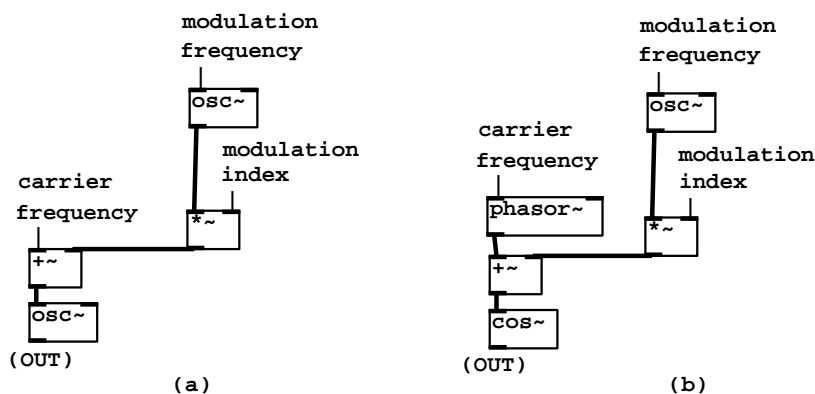 modulation
frequency
osc~
modulation
index
carrier
frequency
*~
+~
osc~
(OUT)
(a)
modulation
frequency
osc~
carrier
frequency
modulation
index
phasor~
*~
+~
cos~
(OUT)
(b)